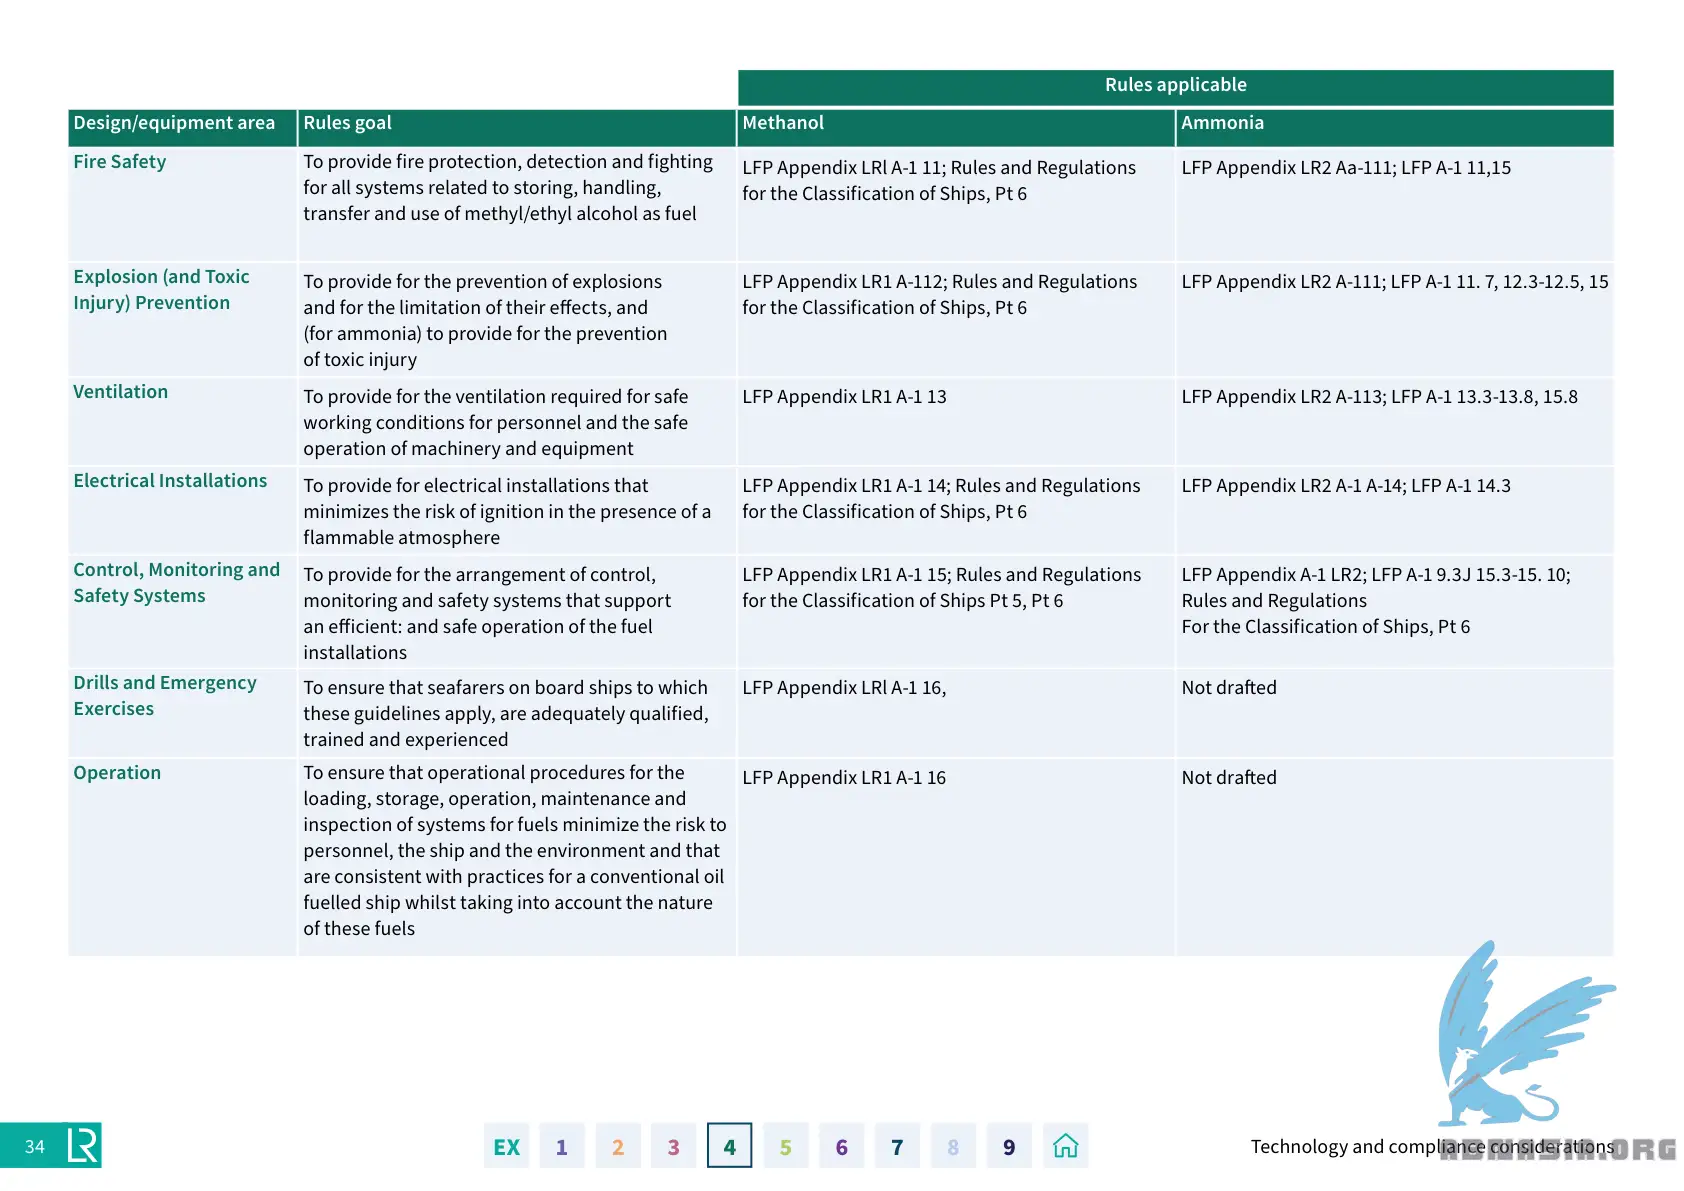 Rules applicable
Design/equipment area
Rules goal
Methanol
Ammonia
Fire Safety
To provide fire protection, detection and fighting
for all systems related to storing, handling,
transfer and use of methyl/ethyl alcohol as fuel
LFP Appendix LRl A-1 11; Rules and Regulations
for the Classification of Ships, Pt 6
LFP Appendix LR2 Aa-111; LFP A-1 11,15
Explosion (and Toxic
Injury) Prevention
To provide for the prevention of explosions
and for the limitation of their effects, and
(for ammonia) to provide for the prevention
of toxic injury
LFP Appendix LR1 A-112; Rules and Regulations
for the Classification of Ships, Pt 6
LFP Appendix LR2 A-111; LFP A-1 11. 7, 12.3-12.5, 15
Ventilation
To provide for the ventilation required for safe
working conditions for personnel and the safe
operation of machinery and equipment
LFP Appendix LR1 A-1 13
LFP Appendix LR2 A-113; LFP A-1 13.3-13.8, 15.8
Electrical Installations
To provide for electrical installations that
minimizes the risk of ignition in the presence of a
flammable atmosphere
LFP Appendix LR1 A-1 14; Rules and Regulations
for the Classification of Ships, Pt 6
LFP Appendix LR2 A-1 A-14; LFP A-1 14.3
Control, Monitoring and
Safety Systems
To provide for the arrangement of control,
monitoring and safety systems that support
an efficient: and safe operation of the fuel
installations
LFP Appendix LR1 A-1 15; Rules and Regulations
for the Classification of Ships Pt 5, Pt 6
LFP Appendix A-1 LR2; LFP A-1 9.3J 15.3-15. 10;
Rules and Regulations
For the Classification of Ships, Pt 6
Drills and Emergency
Exercises
To ensure that seafarers on board ships to which
these guidelines apply, are adequately qualified,
trained and experienced
LFP Appendix LRl A-1 16,
Not drafted
Operation
To ensure that operational procedures for the
loading, storage, operation, maintenance and
inspection of systems for fuels minimize the risk to
personnel, the ship and the environment and that
are consistent with practices for a conventional oil
fuelled ship whilst taking into account the nature
of these fuels
LFP Appendix LR1 A-1 16
Not drafted
34 LR
EX 1 2 3 4 5 6 7 8 9
Technology and compliance considerations